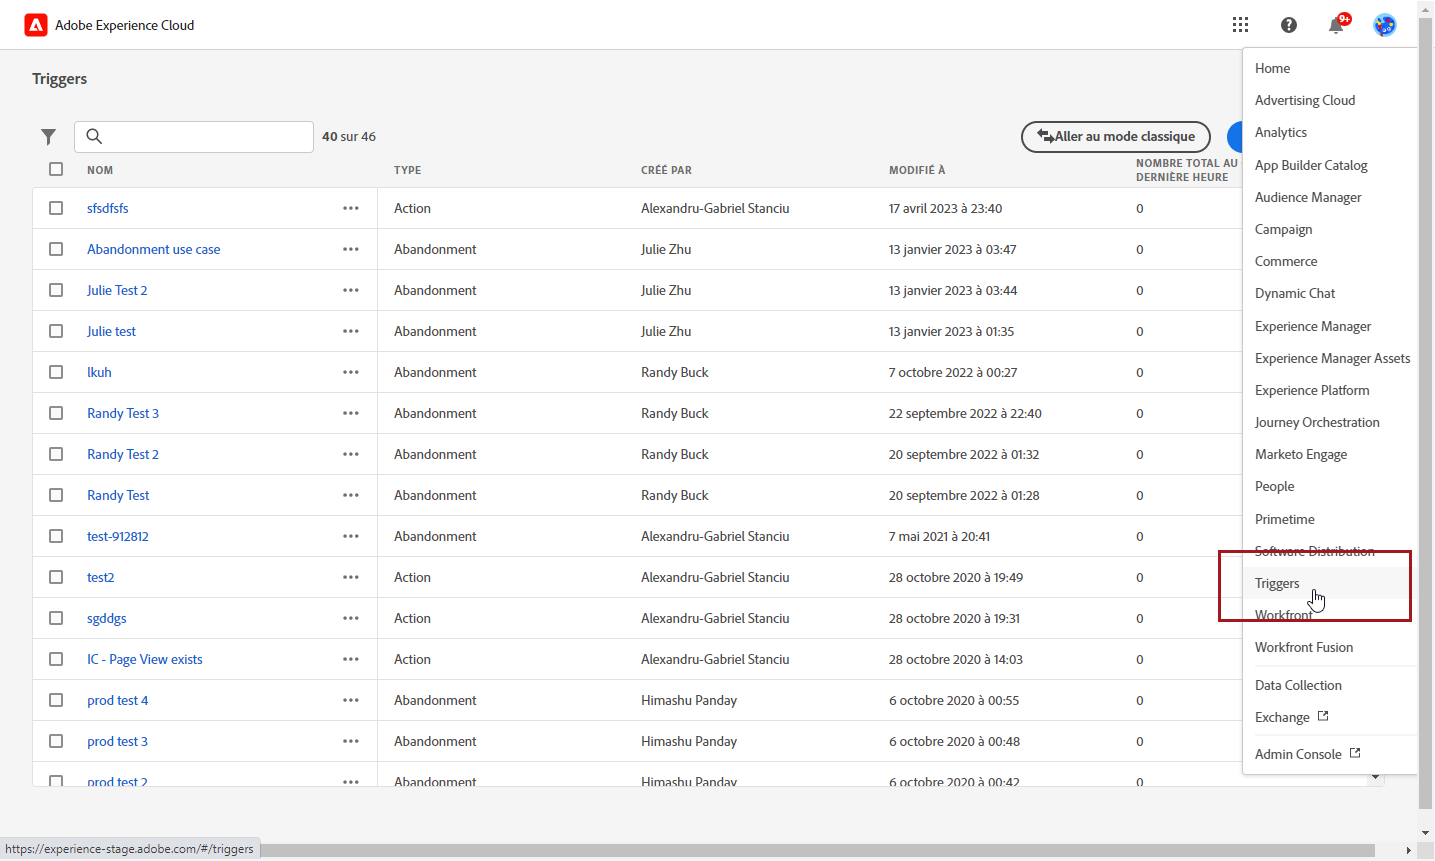 Adobe Experience Cloud
9+
Triggers
40 sur 46
Aller au mode classique
NOM TYPE CRÉÉ PAR MODIFIÉ À NOMBRE TOTAL AU
DERNIÈRE HEURE
sfsdfsfs Action Alexandru-Gabriel Stanciu 17 avril 2023 à 23:40 0
Abandonment use case Abandonment Julie Zhu 13 janvier 2023 à 03:47 0
Julie Test 2 Abandonment Julie Zhu 13 janvier 2023 à 03:44 0
Julie test Abandonment Julie Zhu 13 janvier 2023 à 01:35 0
lkuh Abandonment Randy Buck 7 octobre 2022 à 00:27 0
Randy Test 3 Abandonment Randy Buck 22 septembre 2022 à 22:40 0
Randy Test 2 Abandonment Randy Buck 20 septembre 2022 à 01:32 0
Randy Test Abandonment Randy Buck 20 septembre 2022 à 01:28 0
test-912812 Abandonment Alexandru-Gabriel Stanciu 7 mai 2021 à 20:41 0
test2 Action Alexandru-Gabriel Stanciu 28 octobre 2020 à 19:49 0
sgddgs Action Alexandru-Gabriel Stanciu 28 octobre 2020 à 19:31 0
IC - Page View exists Action Alexandru-Gabriel Stanciu 28 octobre 2020 à 14:03 0
prod test 4 Abandonment Himashu Panday 6 octobre 2020 à 00:55 0
prod test 3 Abandonment Himashu Panday 6 octobre 2020 à 00:48 0
prod test 2 Abandonment Himashu Panday 6 octobre 2020 à 00:42 0
Home
Advertising Cloud
Analytics
App Builder Catalog
Audience Manager
Campaign
Commerce
Dynamic Chat
Experience Manager
Experience Manager Assets
Experience Platform
Journey Orchestration
Marketo Engage
People
Primetime
Software Distribution
Triggers
Workfront
Workfront Fusion
Data Collection
Exchange
Admin Console
https://experience-stage.adobe.com/#/triggers